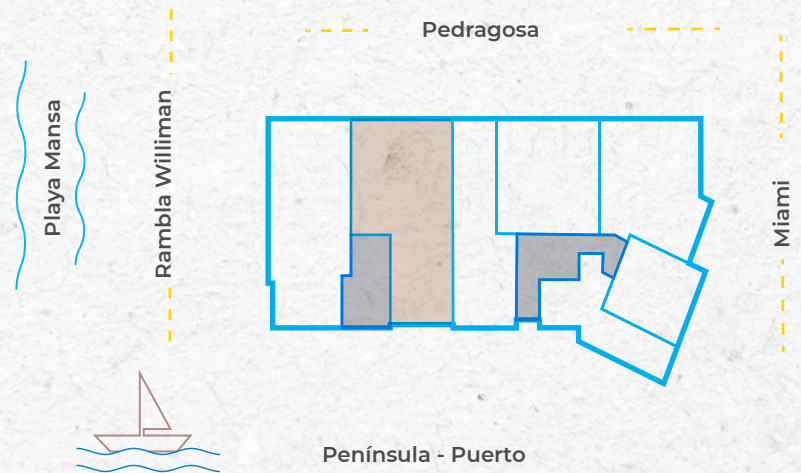 Pedragosa
Playa Mansa
Rambla Williman
Miami
Península - Puerto